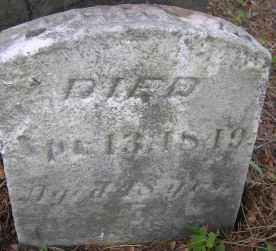 DIED
Apr. 13, 1849
Aged 48 yrs.